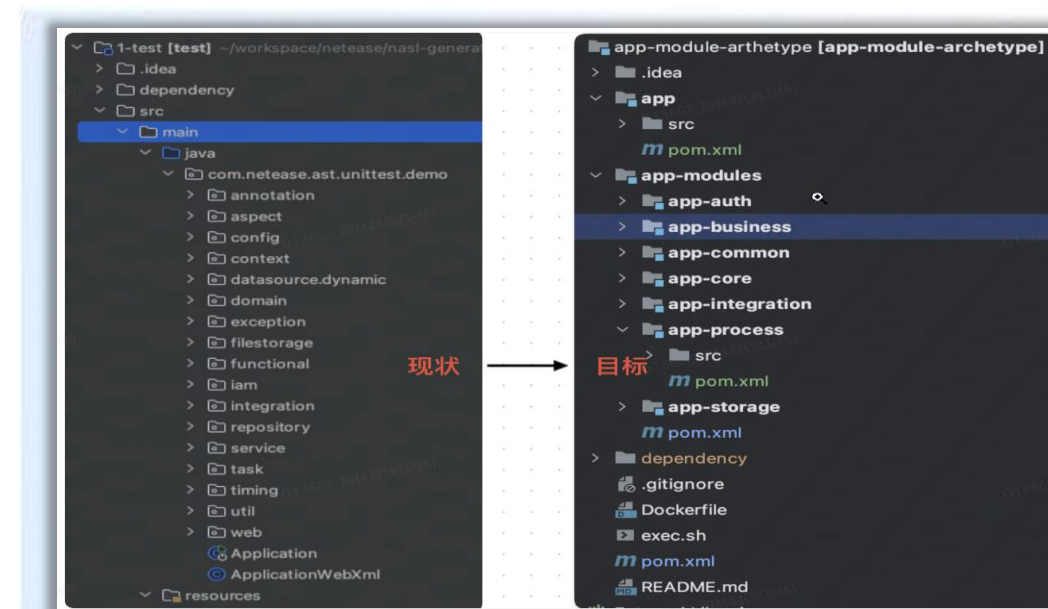 1-test [test] ~/workspace/netease/nasl-genera
.idea
dependency
src
main
java
com.netease.ast.unittest.demo
annotation
aspect
config
context
datasource.dynamic
domain
exception
filestorage
functional
iam
integration
repository
service
task
timing
util
web
Application
ApplicationWebXml
resources
现状
目标
app-module-arthetype [app-module-archetype]
.idea
app
src
m pom.xml
app-modules
app-auth
app-business
app-common
app-core
app-integration
app-process
src
m pom.xml
app-storage
m pom.xml
dependency
.gitignore
Dockerfile
exec.sh
m pom.xml
README.md